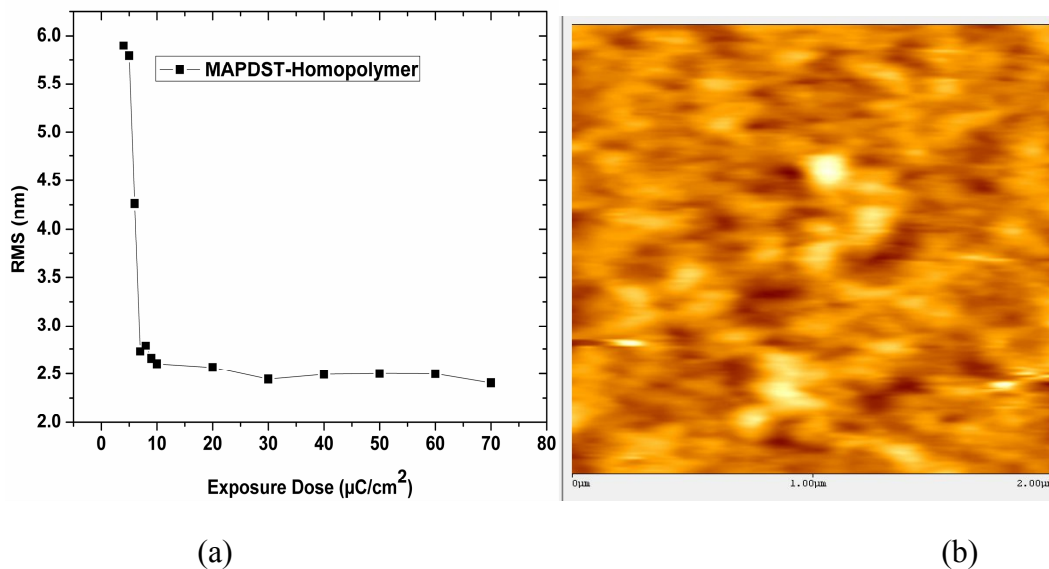 6.0
5.5
5.0
4.5
4.0
3.5
3.0
2.5
2.0
RMS (nm)
MAPDST-Homopolymer
0 10 20 30 40 50 60 70 80
Exposure Dose (µC/cm²)
0µm 1.00µm 2.00µm
(a) (b)